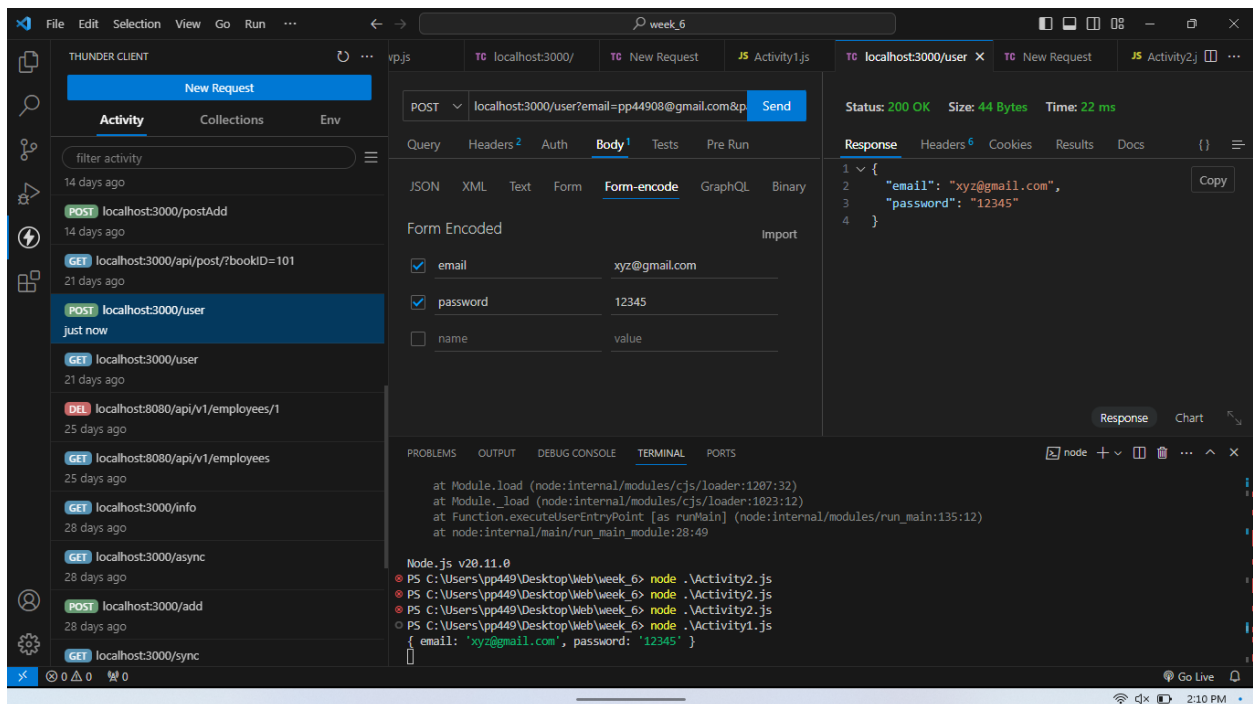 File Edit Selection View Go Run ··· week_6
THUNDER CLIENT
New Request
Activity Collections Env
filter activity
14 days ago
POST localhost:3000/postAdd
14 days ago
GET localhost:3000/api/post/?bookID=101
21 days ago
POST localhost:3000/user
just now
GET localhost:3000/user
21 days ago
DEL localhost:8080/api/v1/employees/1
25 days ago
GET localhost:8080/api/v1/employees
25 days ago
GET localhost:3000/info
28 days ago
GET localhost:3000/async
28 days ago
POST localhost:3000/add
28 days ago
GET localhost:3000/sync
vp.js TC localhost:3000/ TC New Request JS Activity1.js TC localhost:3000/user TC New Request JS Activity2.j
POST localhost:3000/user?email=pp44908@gmail.com&p Send
Query Headers 2 Auth Body 1 Tests Pre Run
JSON XML Text Form Form-encode GraphQL Binary
Form Encoded Import
email xyz@gmail.com
password 12345
name value
Status: 200 OK Size: 44 Bytes Time: 22 ms
Response Headers 6 Cookies Results Docs {}
1 {
2 "email": "xyz@gmail.com",
3 "password": "12345"
4 }
Copy
Response Chart
PROBLEMS OUTPUT DEBUG CONSOLE TERMINAL PORTS node
at Module.load (node:internal/modules/cjs/loader:1207:32)
at Module._load (node:internal/modules/cjs/loader:1023:12)
at Function.executeUserEntryPoint [as runMain] (node:internal/modules/run_main:135:12)
at node:internal/main/run_main_module:28:49
Node.js v20.11.0
PS C:\Users\pp449\Desktop\Web\week_6> node .\Activity2.js
PS C:\Users\pp449\Desktop\Web\week_6> node .\Activity2.js
PS C:\Users\pp449\Desktop\Web\week_6> node .\Activity2.js
PS C:\Users\pp449\Desktop\Web\week_6> node .\Activity1.js
{ email: 'xyz@gmail.com', password: '12345' }
0 0 0 Go Live
2:10 PM